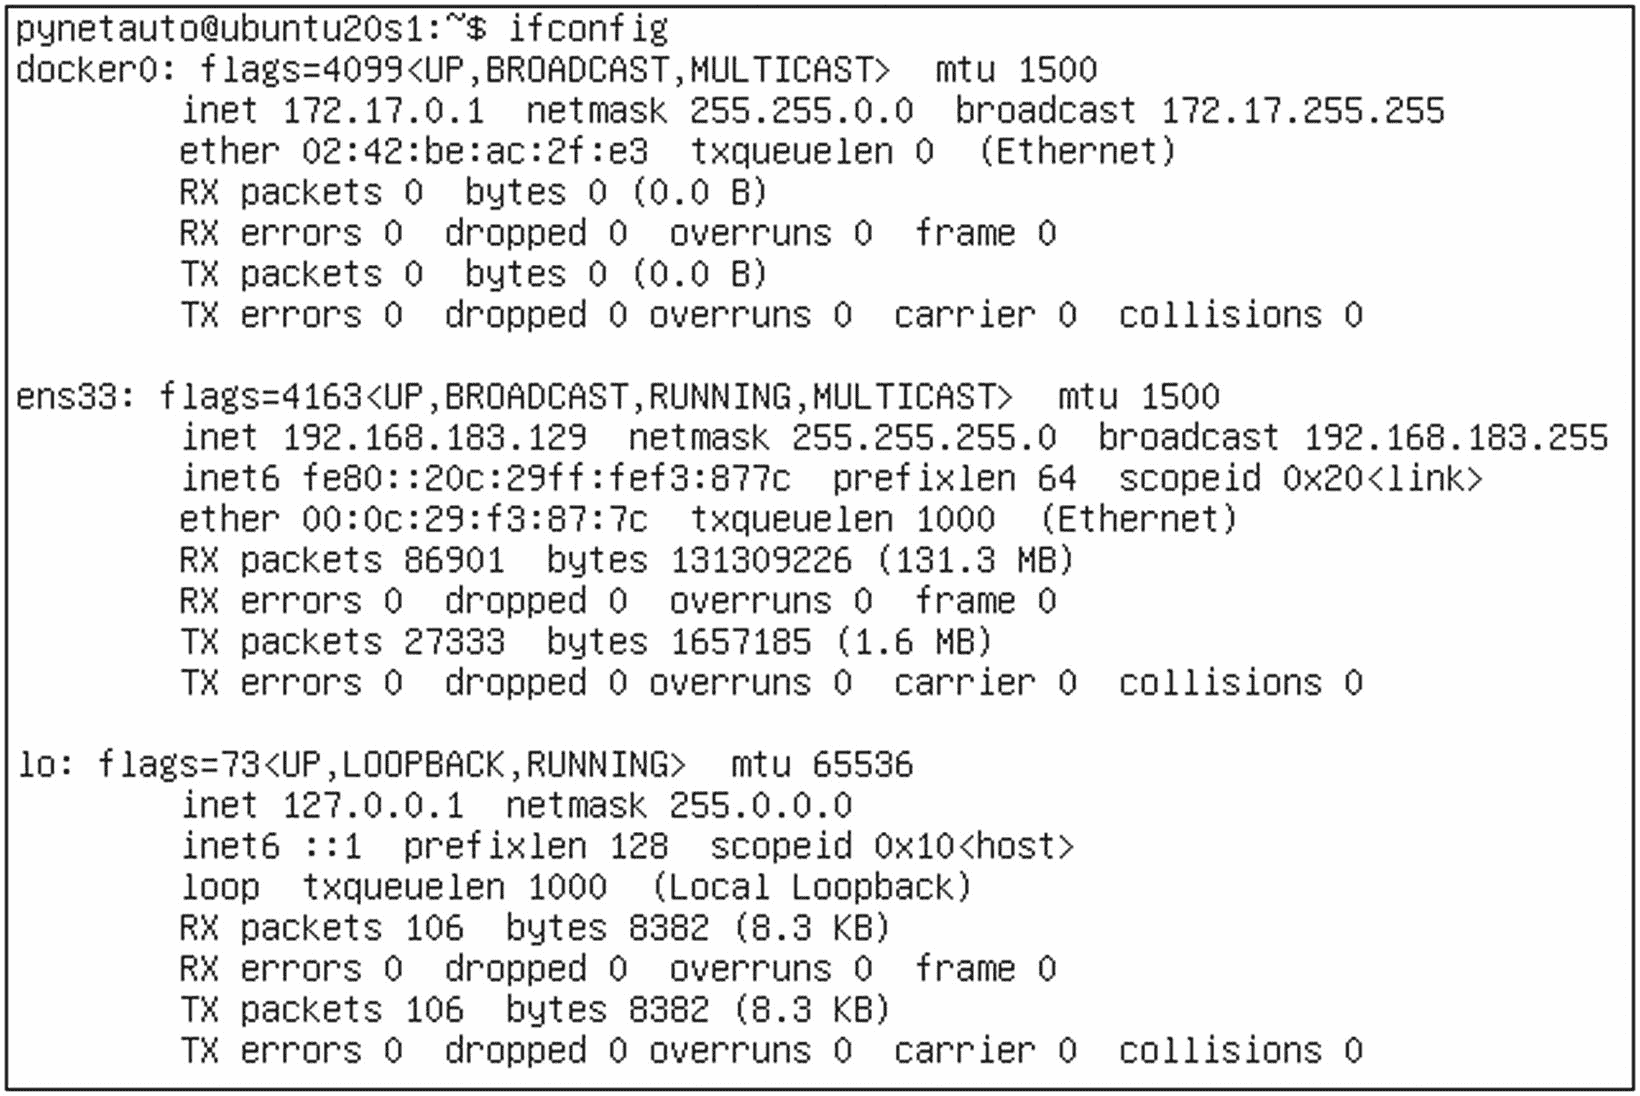 pynetauto@ubuntu20s1:~$ ifconfig
docker0: flags=4099<UP,BROADCAST,MULTICAST>  mtu 1500
        inet 172.17.0.1  netmask 255.255.0.0  broadcast 172.17.255.255
        ether 02:42:be:ac:2f:e3  txqueuelen 0  (Ethernet)
        RX packets 0  bytes 0 (0.0 B)
        RX errors 0  dropped 0  overruns 0  frame 0
        TX packets 0  bytes 0 (0.0 B)
        TX errors 0  dropped 0 overruns 0  carrier 0  collisions 0

ens33: flags=4163<UP,BROADCAST,RUNNING,MULTICAST>  mtu 1500
        inet 192.168.183.129  netmask 255.255.255.0  broadcast 192.168.183.255
        inet6 fe80::20c:29ff:fef3:877c  prefixlen 64  scopeid 0x20<link>
        ether 00:0c:29:f3:87:7c  txqueuelen 1000  (Ethernet)
        RX packets 86901  bytes 131309226 (131.3 MB)
        RX errors 0  dropped 0  overruns 0  frame 0
        TX packets 27333  bytes 1657185 (1.6 MB)
        TX errors 0  dropped 0 overruns 0  carrier 0  collisions 0

lo: flags=73<UP,LOOPBACK,RUNNING>  mtu 65536
        inet 127.0.0.1  netmask 255.0.0.0
        inet6 ::1  prefixlen 128  scopeid 0x10<host>
        loop  txqueuelen 1000  (Local Loopback)
        RX packets 106  bytes 8382 (8.3 KB)
        RX errors 0  dropped 0  overruns 0  frame 0
        TX packets 106  bytes 8382 (8.3 KB)
        TX errors 0  dropped 0 overruns 0  carrier 0  collisions 0